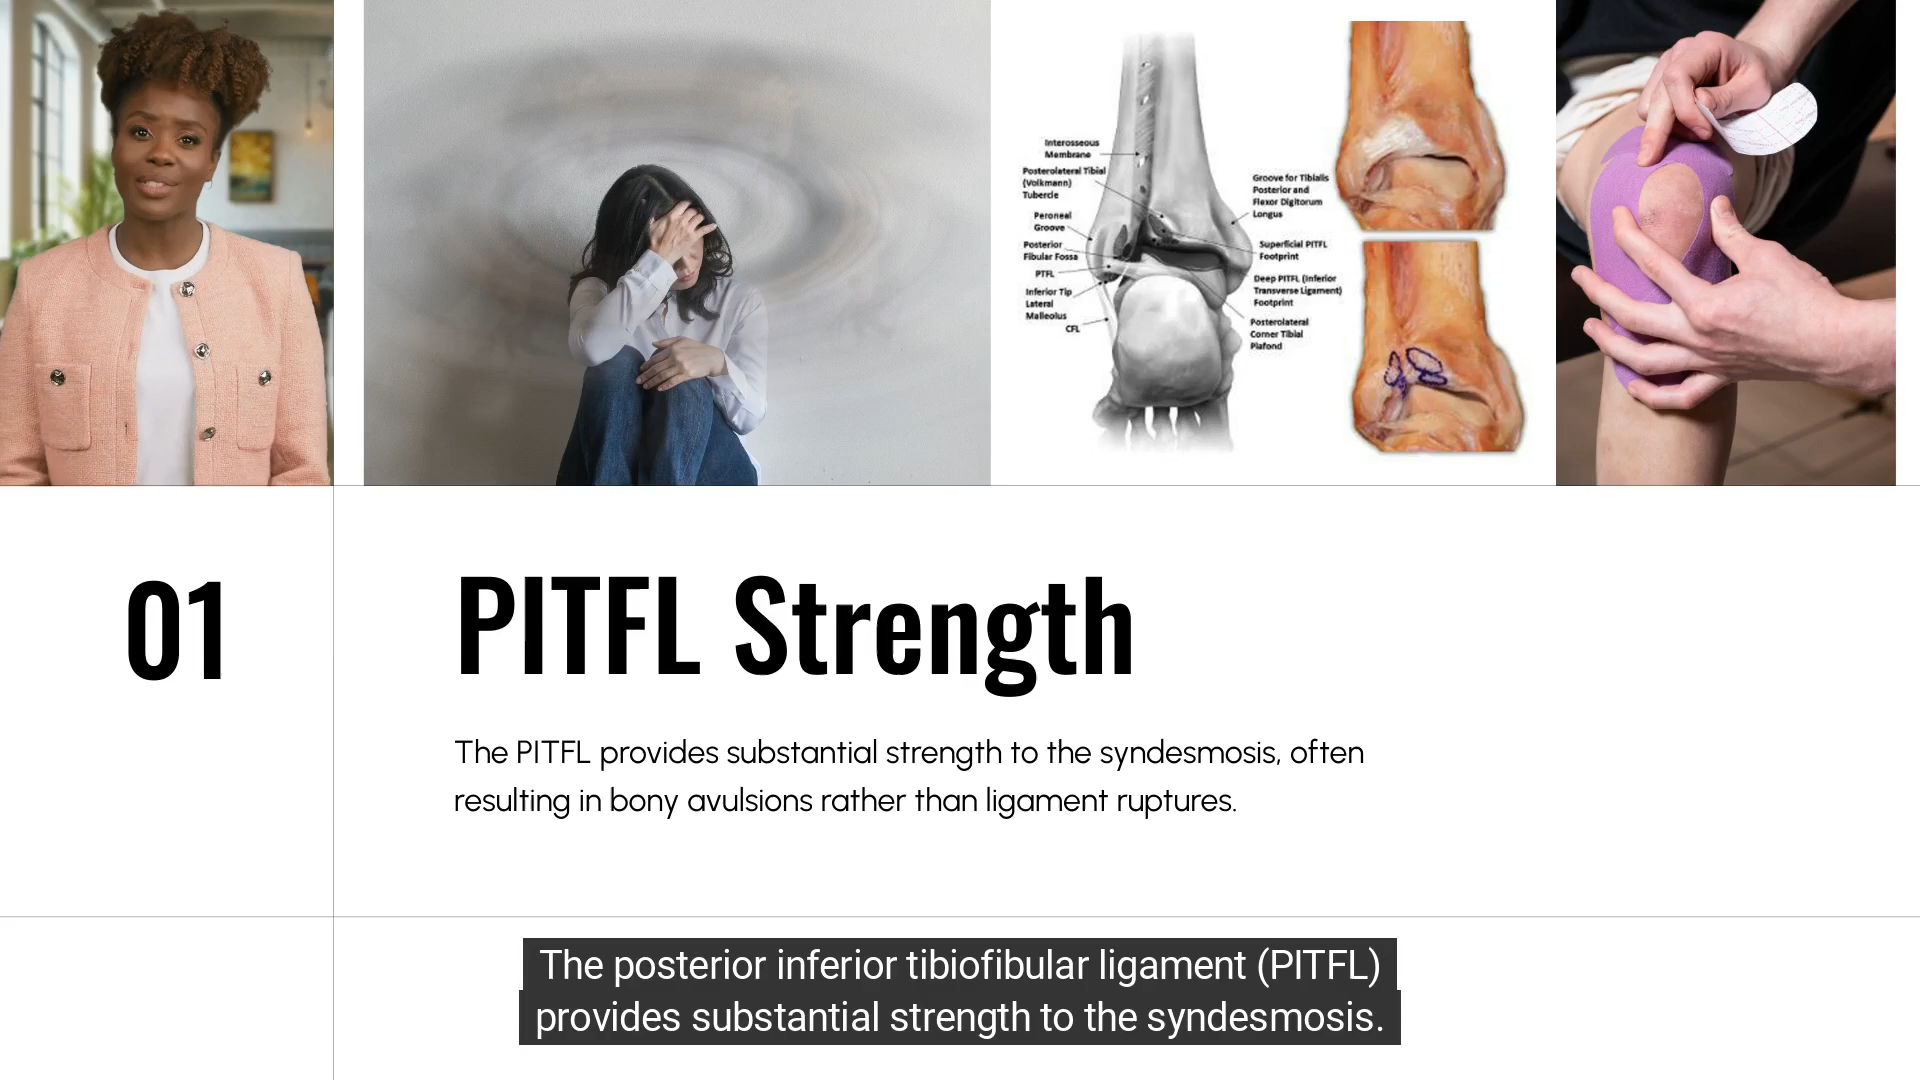 Interosseous
Membrane
Posterolateral Tibial
(Volkmann)
Tubercle
Peroneal
Groove
Posterior
Fibular Fossa
PTFL
Inferior Tip
Lateral
Malleolus
CFL
Groove for Tibialis
Posterior and
Flexor Digitorum
Longus
Superficial PITFL
Footprint
Deep PITFL (Inferior
Transverse Ligament)
Footprint
Posterolateral
Corner Tibial
Plafond
01
PITFL Strength
The PITFL provides substantial strength to the syndesmosis, often
resulting in bony avulsions rather than ligament ruptures.
The posterior inferior tibiofibular ligament (PITFL)
provides substantial strength to the syndesmosis.